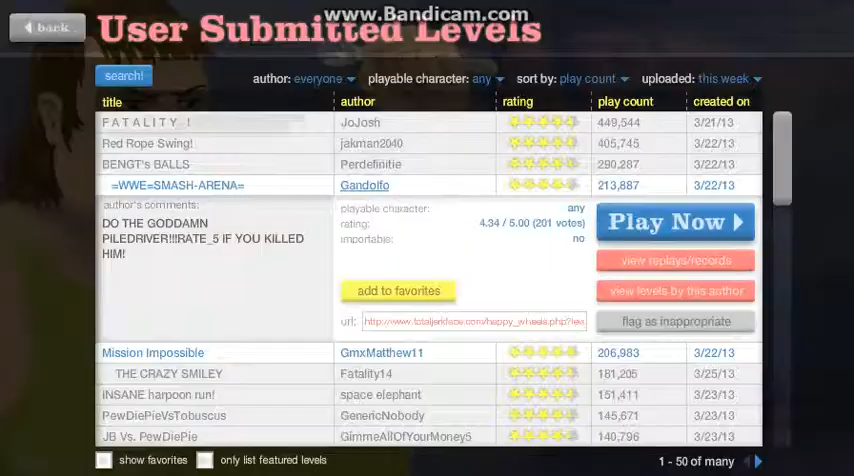 www.Bandicam.com
back
User Submitted Levels
search!
author: everyone playable character: any sort by: play count uploaded: this week
title author rating play count created on
F A T A L I T Y ! JoJosh 449,544 3/21/13
Red Rope Swing! jakman2040 405,745 3/22/13
BENGT's BALLS Perdefinitie 290,287 3/22/13
=WWE=SMASH-ARENA= Gandolfo 213,887 3/22/13
author's comments:
DO THE GODDAMN
PILEDRIVER!!!RATE_5 IF YOU KILLED
HIM!
playable character: any
rating: 4.34 / 5.00 (201 votes)
importable: no
add to favorites
url: http://www.totaljerkface.com/happy_wheels.php?lev
Play Now
view replays/records
view levels by this author
flag as inappropriate
Mission Impossible GmxMatthew11 206,983 3/22/13
THE CRAZY SMILEY Fatality14 181,205 3/25/13
INSANE harpoon run! space elephant 151,411 3/23/13
PewDiePieVsTobuscus GenericNobody 145,671 3/23/13
JB Vs. PewDiePie GimmeAllOfYourMoney5 140,796 3/23/13
show favorites only list featured levels 1 - 50 of many